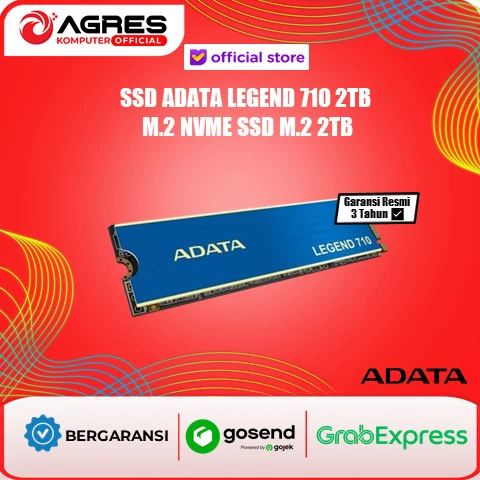 AGRES
KOMPUTER OFFICIAL
official store
SSD ADATA LEGEND 710 2TB
M.2 NVME SSD M.2 2TB
Garansi Resmi
3 Tahun
ADATA
LEGEND 710
ADATA
BERGARANSI
gosend
Powered by gojek
GrabExpress